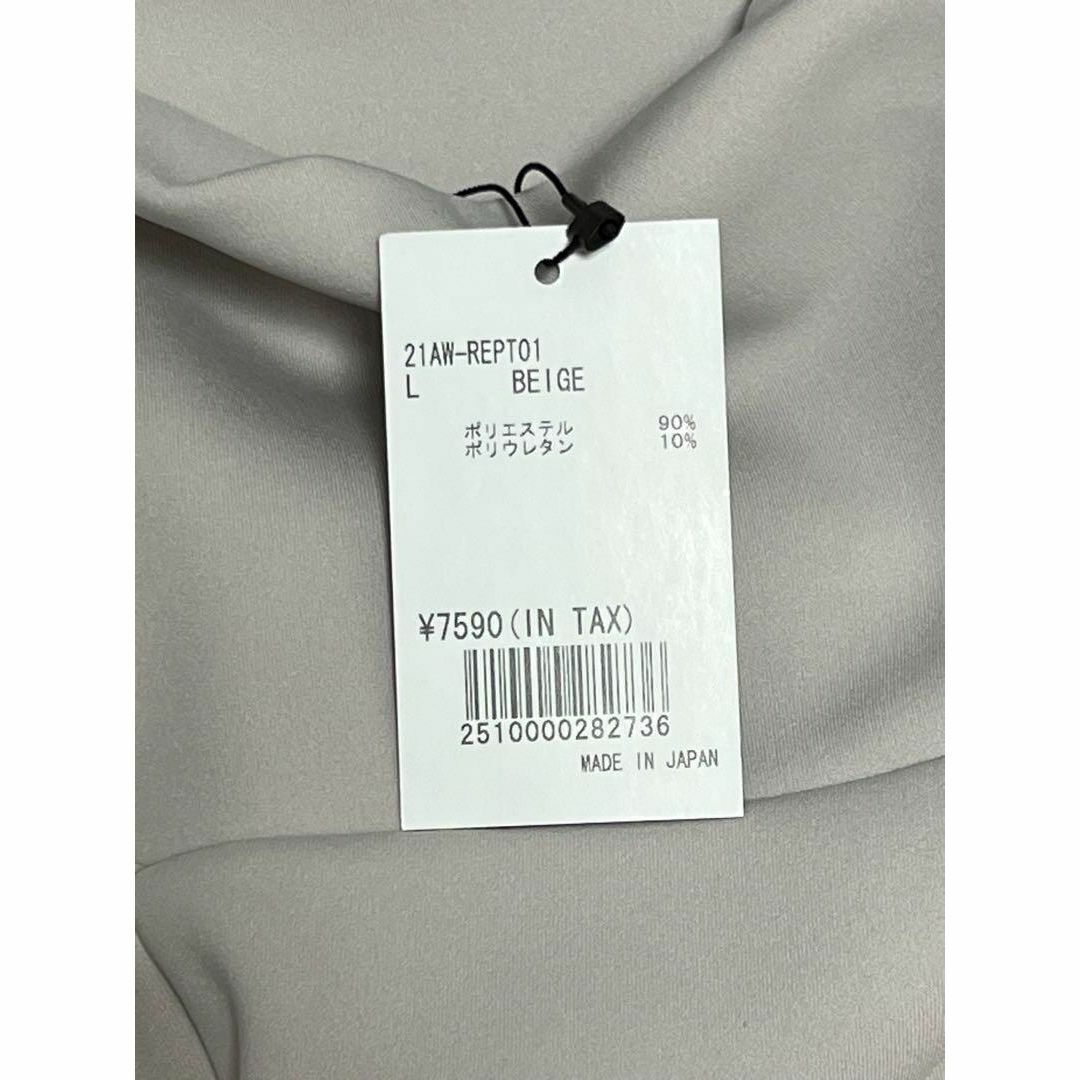 21AW-REPT01
L BEIGE
ポリエステル 90%
ポリウレタン 10%
¥7590(IN TAX)
2510000282736
MADE IN JAPAN